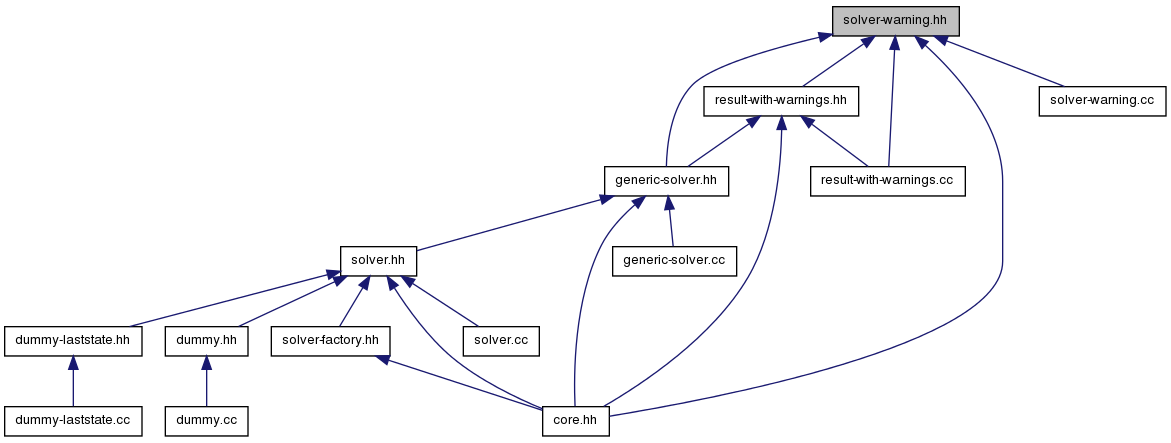 solver-warning.hh
result-with-warnings.hh
solver-warning.cc
generic-solver.hh
result-with-warnings.cc
solver.hh
generic-solver.cc
dummy-laststate.hh
dummy.hh
solver-factory.hh
solver.cc
dummy-laststate.cc
dummy.cc
core.hh